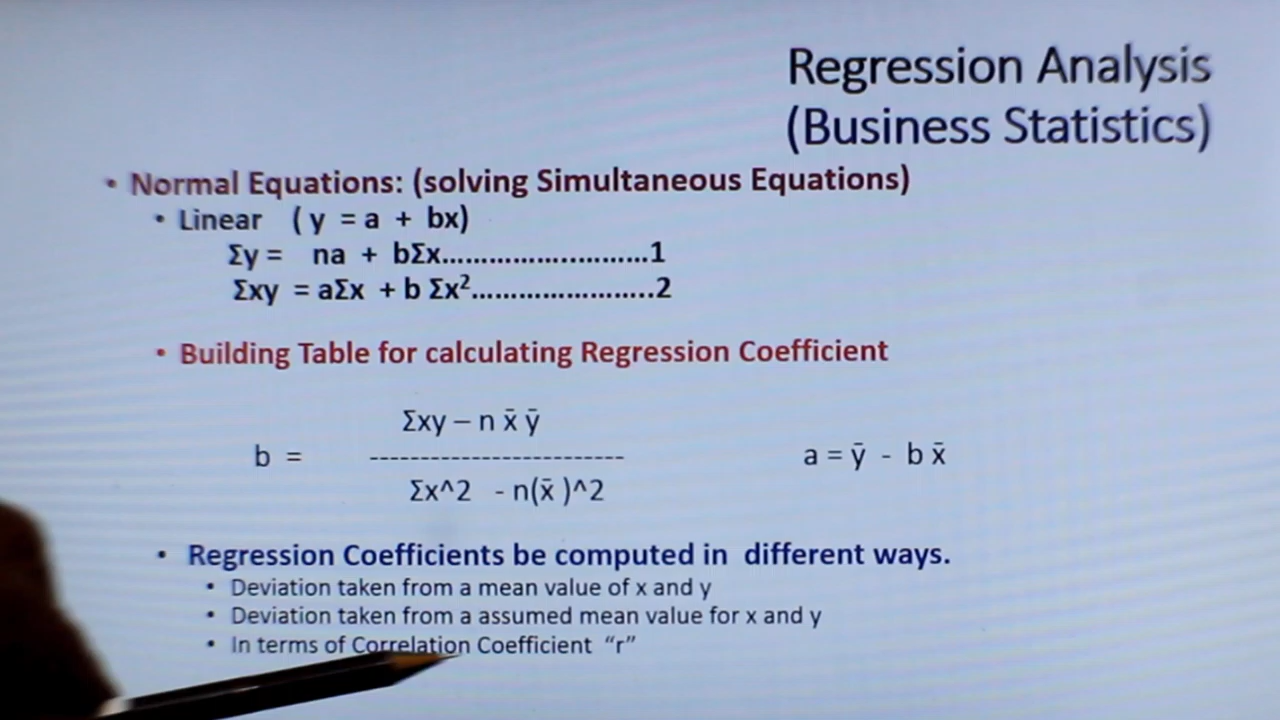 Regression Analysis
(Business Statistics)
• Normal Equations: (solving Simultaneous Equations)
• Linear ( y = a + bx)
Σy = na + bΣx...........................1
Σxy = aΣx + b Σx²........................2
• Building Table for calculating Regression Coefficient
Σxy – n x̄ ȳ
b = ------------------------- a = ȳ - b x̄
Σx^2 - n(x̄ )^2
• Regression Coefficients be computed in different ways.
• Deviation taken from a mean value of x and y
• Deviation taken from a assumed mean value for x and y
• In terms of Correlation Coefficient “r”